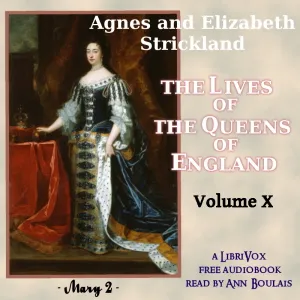 Agnes and Elizabeth
Strickland
THE LIVES
OF
THE QUEENS
OF
ENGLAND
Volume X
a LibriVox
free audiobook
read by Ann Boulais
- Mary 2 -